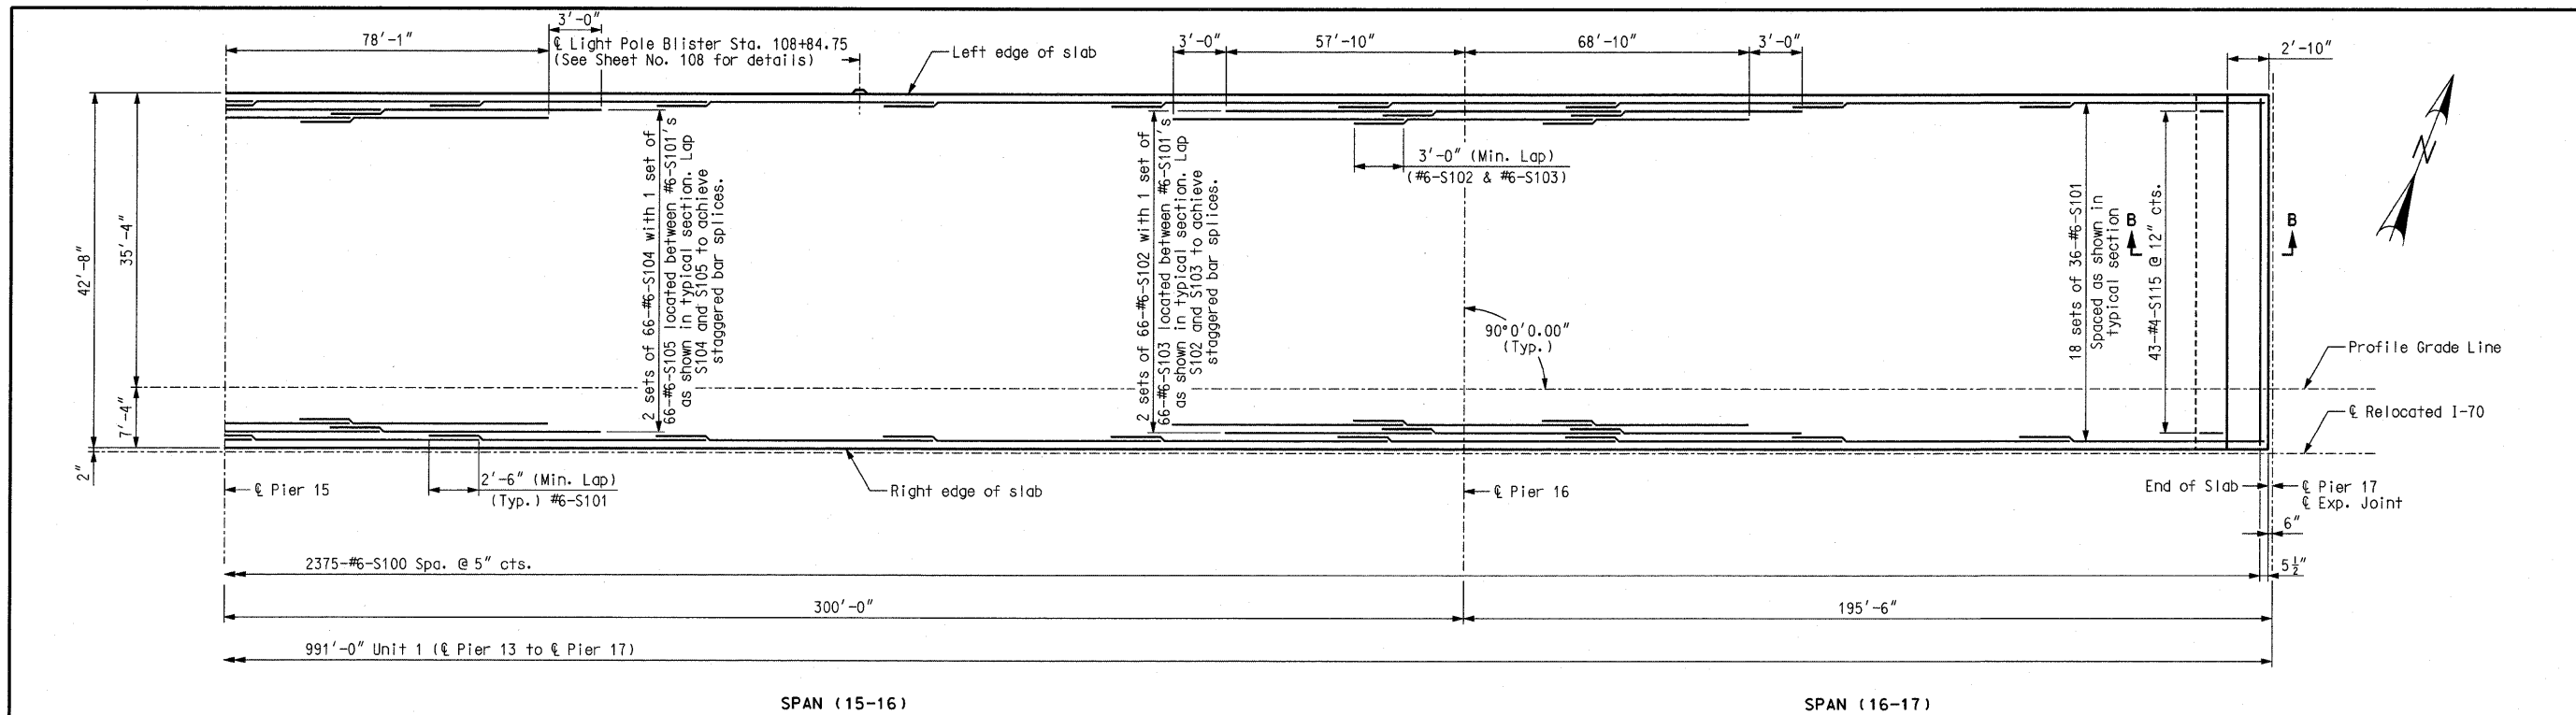 3'-0"
78'-1"
℄ Light Pole Blister Sta. 108+84.75
(See Sheet No. 108 for details)
Left edge of slab
3'-0"
57'-10"
68'-10"
3'-0"
2'-10"
42'-8"
35'-4"
7'-4"
2"
2 sets of 66-#6-S104 with 1 set of
66-#6-S105 located between #6-S101's
as shown in typical section. Lap
S104 and S105 to achieve
staggered bar splices.
2 sets of 66-#6-S102 with 1 set of
66-#6-S103 located between #6-S101's
as shown in typical section. Lap
S102 and S103 to achieve
staggered bar splices.
3'-0" (Min. Lap)
(#6-S102 & #6-S103)
90°0'0.00"
(Typ.)
18 sets of 36-#6-S101
Spaced as shown in
typical section
43-#4-S115 @ 12" cts.
B
B
N
Profile Grade Line
℄ Relocated I-70
℄ Pier 15
2'-6" (Min. Lap)
(Typ.) #6-S101
Right edge of slab
℄ Pier 16
End of Slab
℄ Pier 17
℄ Exp. Joint
6"
5½"
2375-#6-S100 Spa. @ 5" cts.
300'-0"
195'-6"
991'-0" Unit 1 (℄ Pier 13 to ℄ Pier 17)
SPAN (15-16)
SPAN (16-17)